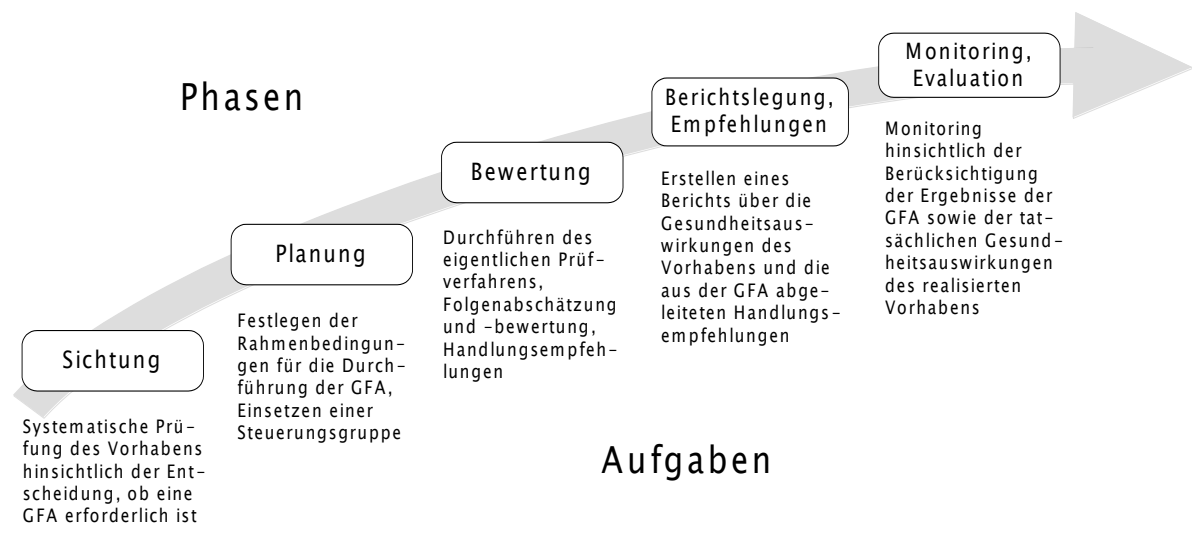 Phasen
Sichtung
Systematische Prü–
fung des Vorhabens
hinsichtlich der Ent–
scheidung, ob eine
GFA erforderlich ist
Planung
Festlegen der
Rahmenbedingun–
gen für die Durch–
führung der GFA,
Einsetzen einer
Steuerungsgruppe
Bewertung
Durchführen des
eigentlichen Prüf–
verfahrens,
Folgenabschätzung
und –bewertung,
Handlungsempfeh–
lungen
Berichtslegung,
Empfehlungen
Erstellen eines
Berichts über die
Gesundheitsaus–
wirkungen des
Vorhabens und die
aus der GFA abge–
leiteten Handlungs–
empfehlungen
Monitoring,
Evaluation
Monitoring
hinsichtlich der
Berücksichtigung
der Ergebnisse der
GFA sowie der tat–
sächlichen Gesund–
heitsauswirkungen
des realisierten
Vorhabens
Aufgaben